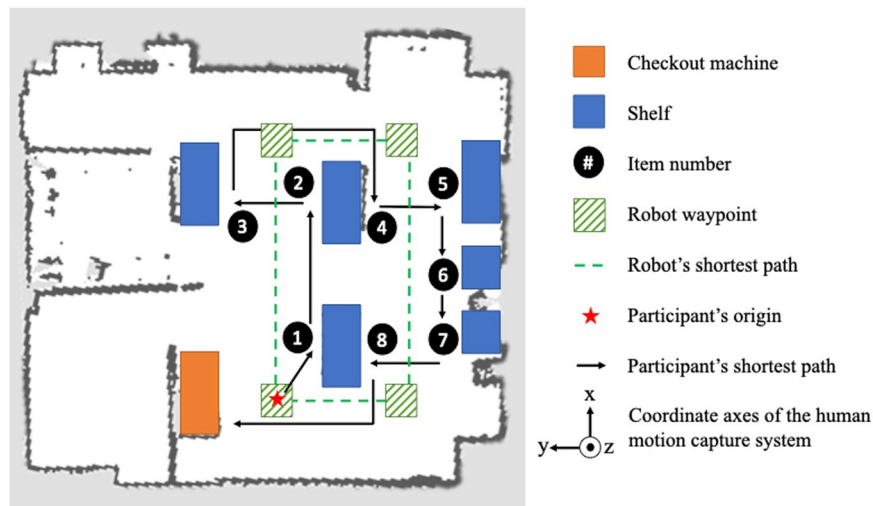 2
5
3
4
6
1
8
7
Checkout machine
Shelf
# Item number
Robot waypoint
Robot's shortest path
Participant's origin
Participant's shortest path
x
y z
Coordinate axes of the human
motion capture system